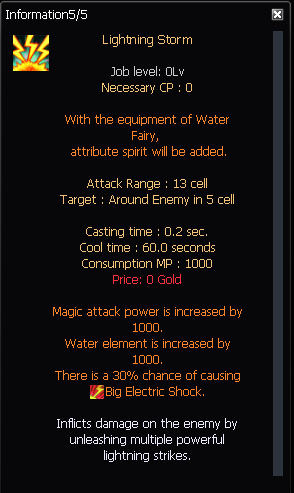 Information5/5
Lightning Storm
Job level: 0Lv
Necessary CP : 0
With the equipment of Water
Fairy,
attribute spirit will be added.
Attack Range : 13 cell
Target : Around Enemy in 5 cell
Casting time : 0.2 sec.
Cool time : 60.0 seconds
Consumption MP : 1000
Price: 0 Gold
Magic attack power is increased by
1000.
Water element is increased by
1000.
There is a 30% chance of causing
Big Electric Shock.
Inflicts damage on the enemy by
unleashing multiple powerful
lightning strikes.